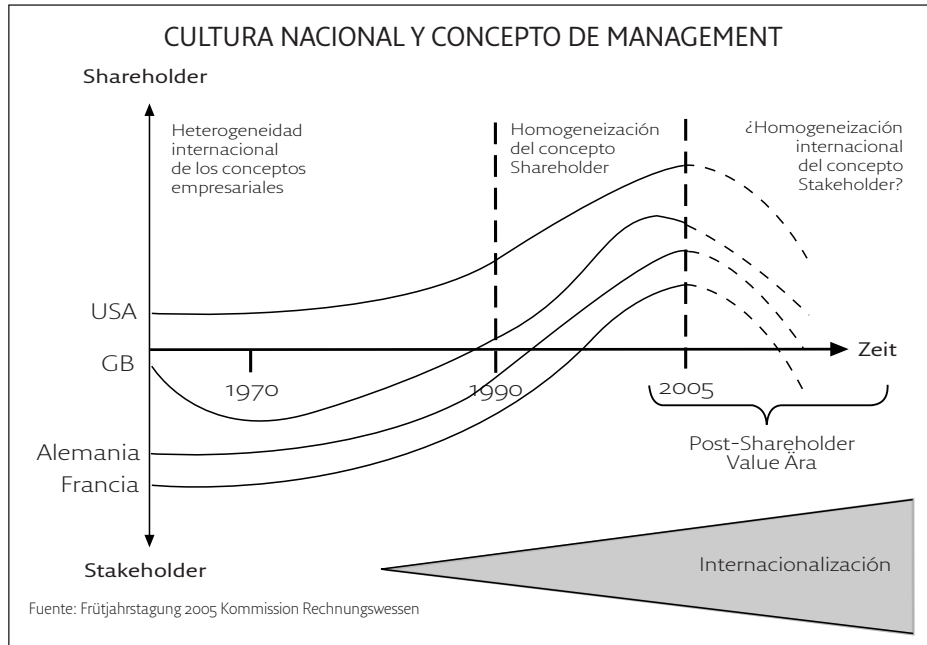 CULTURA NACIONAL Y CONCEPTO DE MANAGEMENT
Shareholder
Heterogeneidad
internacional
de los conceptos
empresariales
Homogeneización
del concepto
Shareholder
¿Homogeneización
internacional
del concepto
Stakeholder?
USA
GB
Alemania
Francia
Zeit
1970
1990
2005
Post-Shareholder
Value Ära
Internacionalización
Stakeholder
Fuente: Frütjahrstagung 2005 Kommission Rechnungswessen